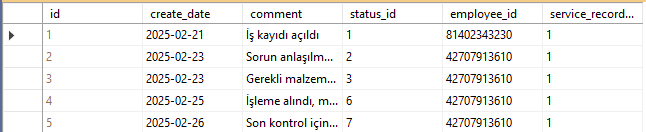 id create_date comment status_id employee_id service_record...
1 2025-02-21 İş kayıdı açıldı 1 81402343230 1
2 2025-02-23 Sorun anlaşılm... 2 42707913610 1
3 2025-02-23 Gerekli malzem... 3 42707913610 1
4 2025-02-25 İşleme alındı, m... 6 42707913610 1
5 2025-02-26 Son kontrol için... 7 42707913610 1